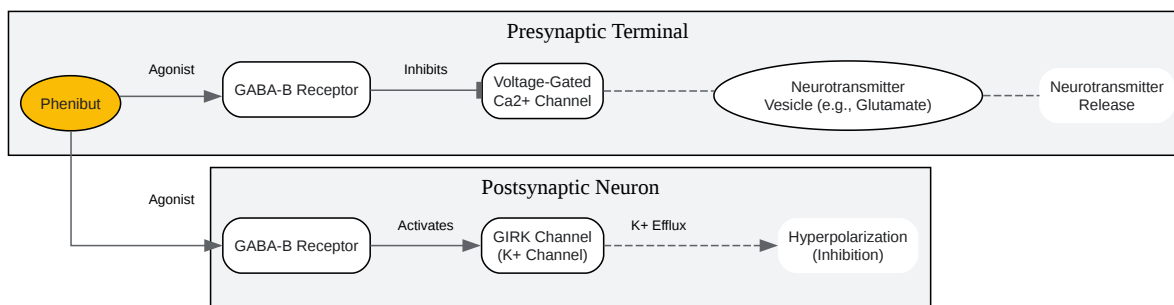 Presynaptic Terminal
Phenibut
Agonist
GABA-B Receptor
Inhibits
Voltage-Gated
Ca2+ Channel
Neurotransmitter
Vesicle (e.g., Glutamate)
Neurotransmitter
Release
Postsynaptic Neuron
Agonist
GABA-B Receptor
Activates
GIRK Channel
(K+ Channel)
K+ Efflux
Hyperpolarization
(Inhibition)